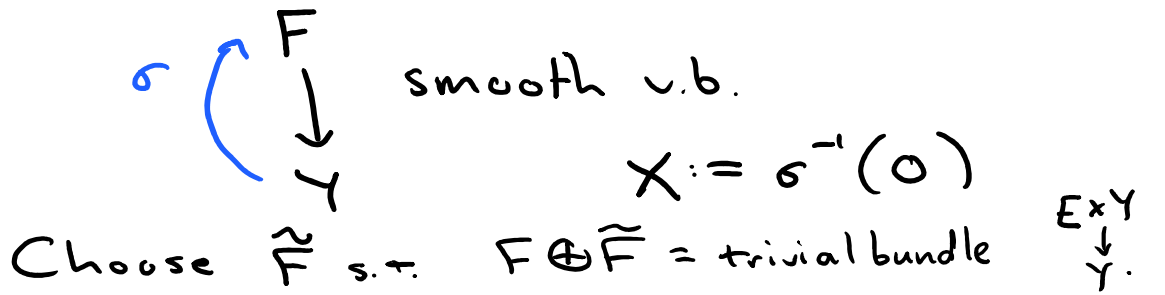 F
σ
smooth v.b.
Y
X := σ⁻¹(0)
E×Y
↓
Y.
Choose F̃ s.t. F⊕F̃ = trivial bundle